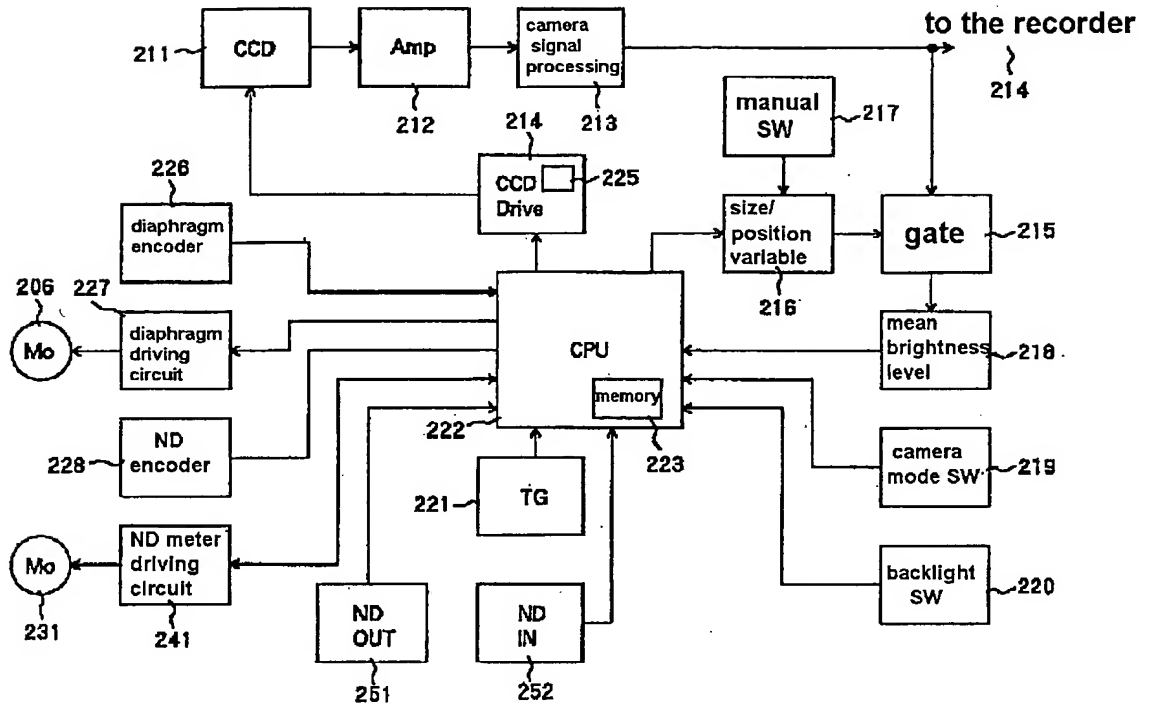 to the recorder
214
211
CCD
Amp
212
camera
signal
processing
213
manual
SW
217
214
CCD
Drive
225
226
diaphragm
encoder
size/
position
variable
216
gate
215
206
Mo
227
diaphragm
driving
circuit
CPU
memory
222
223
mean
brightness
level
218
ND
encoder
228
camera
mode SW
219
221
TG
Mo
231
ND meter
driving
circuit
241
backlight
SW
220
ND
OUT
251
ND
IN
252